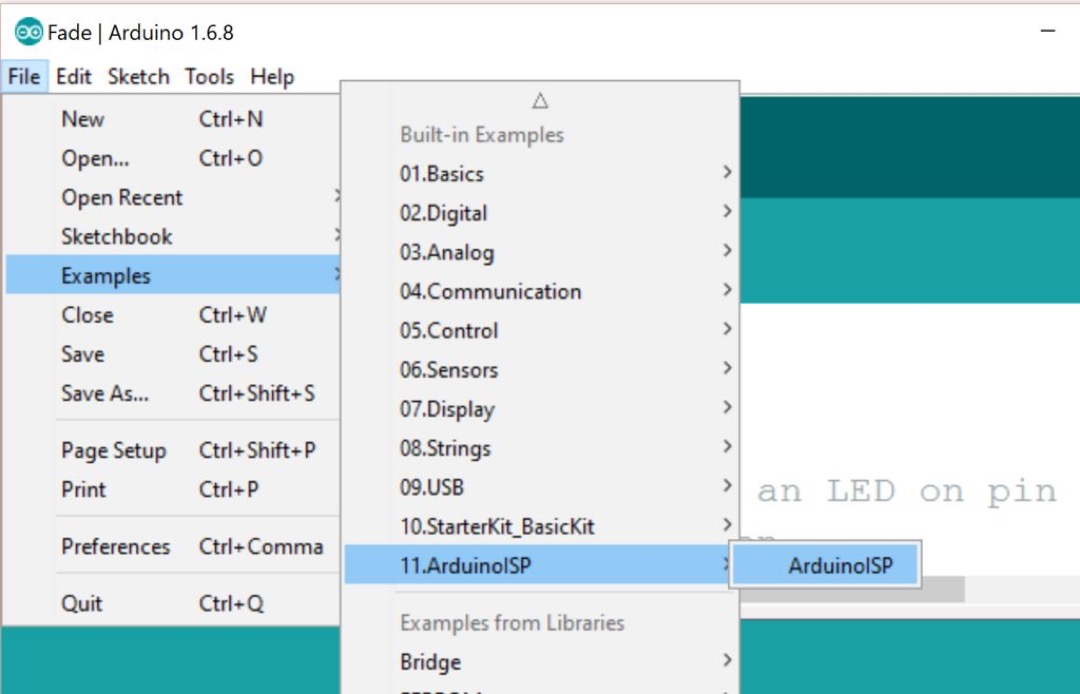 Fade | Arduino 1.6.8
File Edit Sketch Tools Help
New Ctrl+N
Open... Ctrl+O
Open Recent
Sketchbook
Examples
Close Ctrl+W
Save Ctrl+S
Save As... Ctrl+Shift+S
Page Setup Ctrl+Shift+P
Print Ctrl+P
Preferences Ctrl+Comma
Quit Ctrl+Q
Built-in Examples
01.Basics
02.Digital
03.Analog
04.Communication
05.Control
06.Sensors
07.Display
08.Strings
09.USB
10.StarterKit_BasicKit
11.ArduinoISP
Examples from Libraries
Bridge
ArduinoISP
an LED on pin